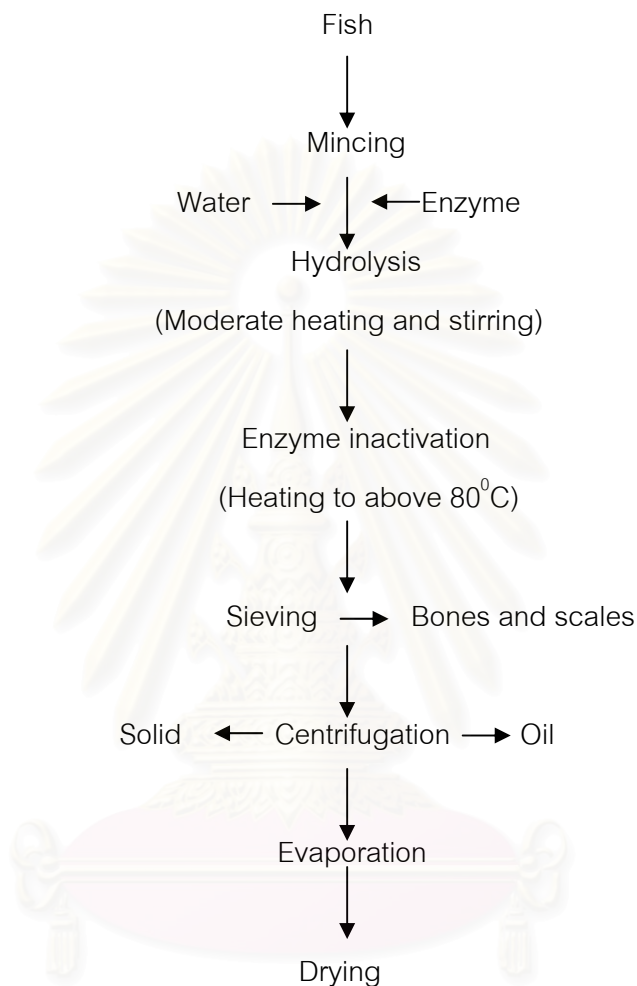 Fish
Mincing
Water Enzyme
Hydrolysis
(Moderate heating and stirring)
Enzyme inactivation
(Heating to above 80⁰C)
Sieving Bones and scales
Solid Centrifugation Oil
Evaporation
Drying